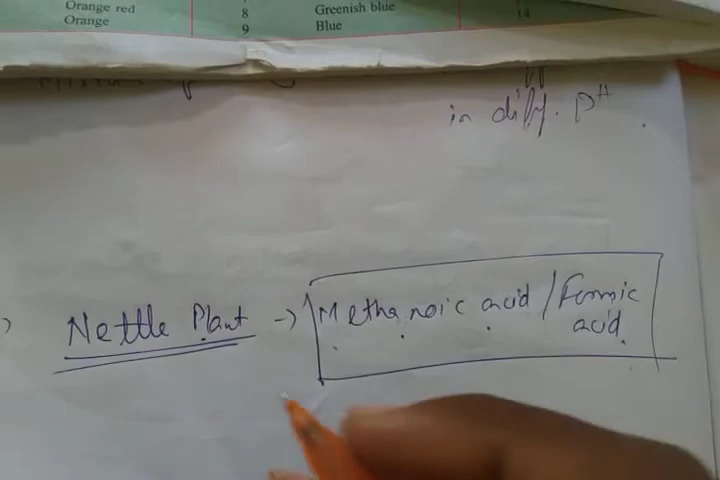 Orange red 8 Greenish blue
Orange 9 Blue 14
in diff. pH
Nettle Plant → Methanoic acid / Formic
acid